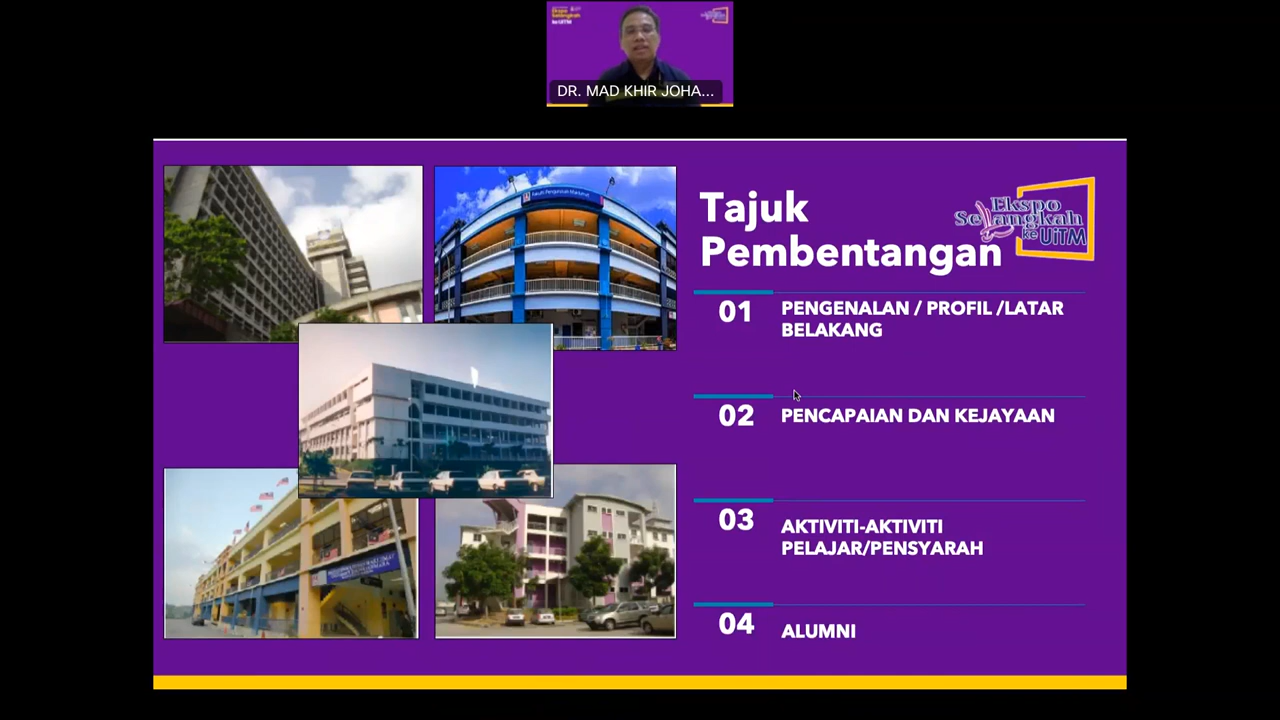 DR. MAD KHIR JOHA...
Tajuk
Pembentangan
Ekspo
Selangkah
ke UiTM
01
PENGENALAN / PROFIL /LATAR
BELAKANG
02
PENCAPAIAN DAN KEJAYAAN
03
AKTIVITI-AKTIVITI
PELAJAR/PENSYARAH
04
ALUMNI